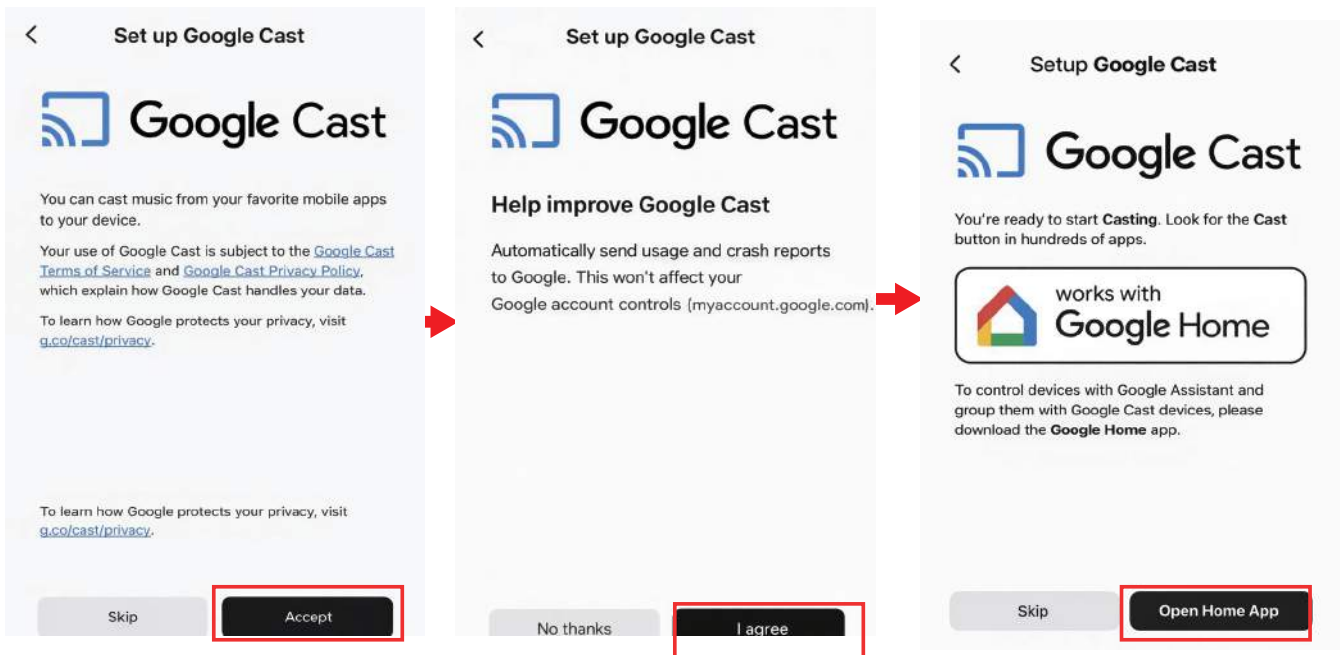 Set up Google Cast
Google Cast
You can cast music from your favorite mobile apps
to your device.
Your use of Google Cast is subject to the Google Cast
Terms of Service and Google Cast Privacy Policy,
which explain how Google Cast handles your data.
To learn how Google protects your privacy, visit
g.co/cast/privacy.
To learn how Google protects your privacy, visit
g.co/cast/privacy.
Skip
Accept
Set up Google Cast
Google Cast
Help improve Google Cast
Automatically send usage and crash reports
to Google. This won't affect your
Google account controls (myaccount.google.com).
No thanks
I agree
Setup Google Cast
Google Cast
You're ready to start Casting. Look for the Cast
button in hundreds of apps.
works with
Google Home
To control devices with Google Assistant and
group them with Google Cast devices, please
download the Google Home app.
Skip
Open Home App